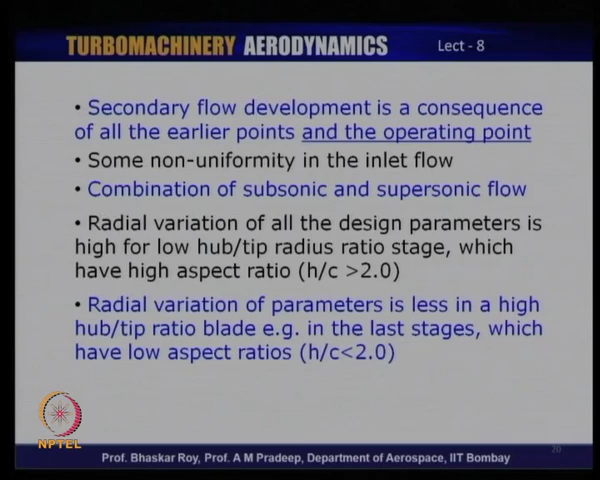 TURBOMACHINERY AERODYNAMICS Lect - 8
• Secondary flow development is a consequence
of all the earlier points and the operating point
• Some non-uniformity in the inlet flow
• Combination of subsonic and supersonic flow
• Radial variation of all the design parameters is
high for low hub/tip radius ratio stage, which
have high aspect ratio (h/c >2.0)
• Radial variation of parameters is less in a high
hub/tip ratio blade e.g. in the last stages, which
have low aspect ratios (h/c<2.0)
NPTEL
20
Prof. Bhaskar Roy, Prof. A M Pradeep, Department of Aerospace, IIT Bombay